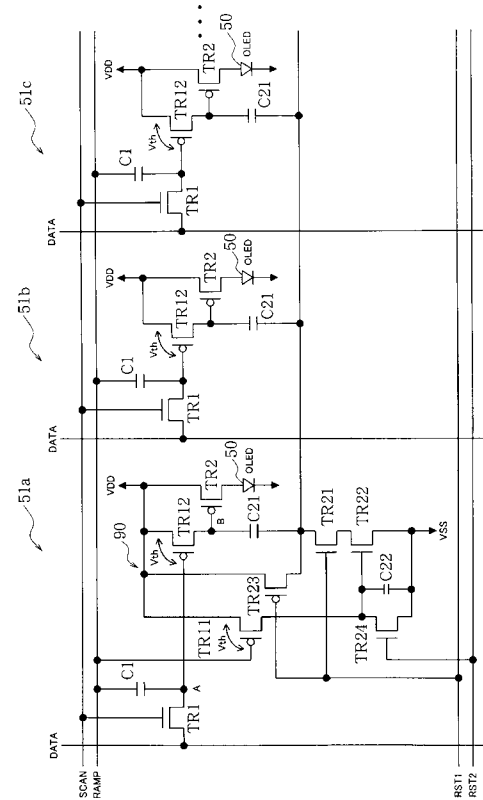 51a
51b
51c
DATA
DATA
DATA
SCAN
RAMP
C1
C1
C1
TR1
TR1
TR1
A
90
VDD
VDD
VDD
TR11
Vth
TR12
Vth
TR12
Vth
TR12
Vth
TR2
TR2
TR2
B
50
OLED
50
OLED
50
OLED
TR23
C21
C21
C21
TR21
TR22
C22
TR24
VSS
RST1
RST2